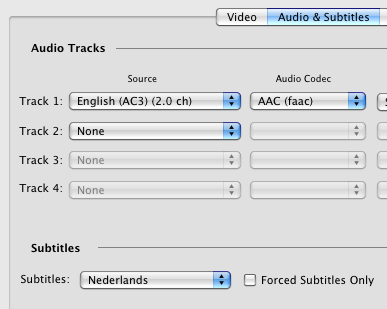 Video Audio & Subtitles
Audio Tracks
Source Audio Codec
Track 1: English (AC3) (2.0 ch) AAC (faac)
Track 2: None
Track 3: None
Track 4: None
Subtitles
Subtitles: Nederlands Forced Subtitles Only